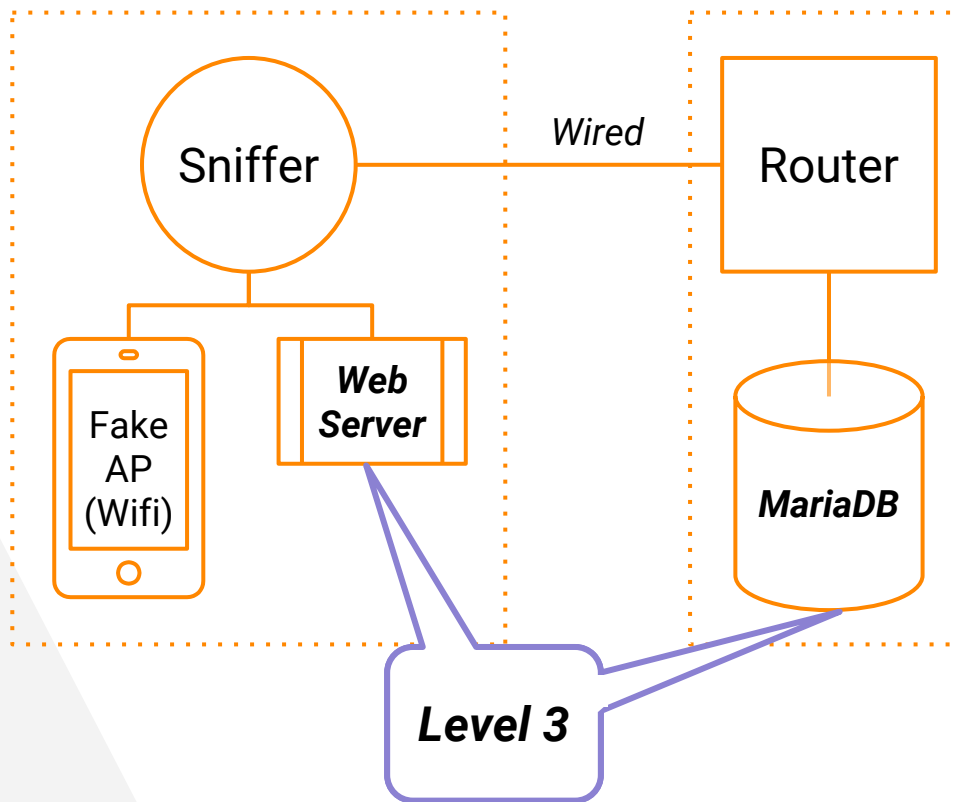 Sniffer
Wired
Router
Fake
AP
(Wifi)
Web
Server
MariaDB
Level 3